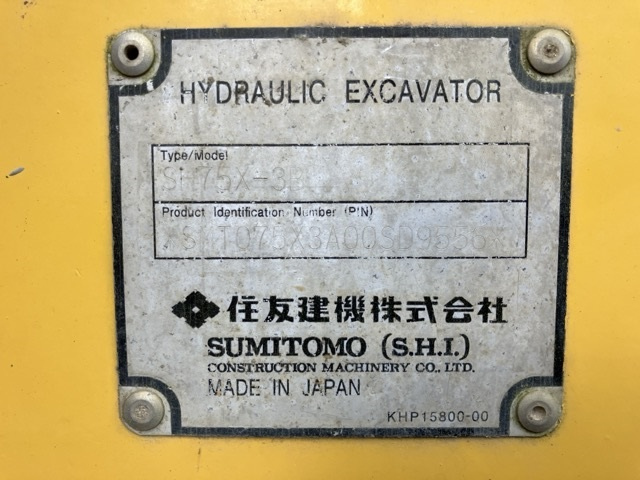 HYDRAULIC EXCAVATOR
Type/Model
Product Identification Number (PIN)
住友建機株式会社
SUMITOMO (S.H.I.)
CONSTRUCTION MACHINERY CO., LTD.
MADE IN JAPAN
KHP15800-00